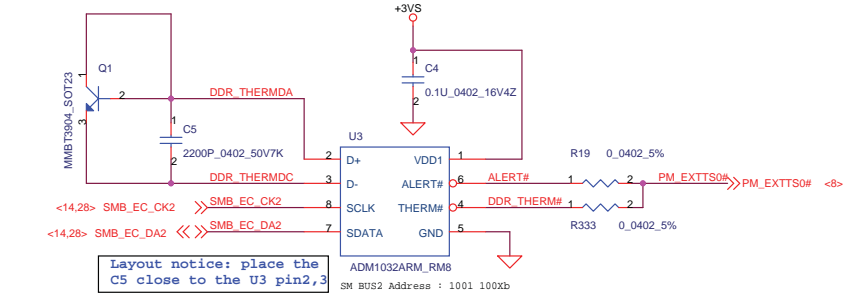 +3VS
1
Q1
2
3
MMBT3904_SOT23
DDR_THERMDA
1
C5
2
2200P_0402_50V7K
DDR_THERMDC
1
C4
0.1U_0402_16V4Z
2
U3
2 D+ VDD1 1
3 D- ALERT# 6
8 SCLK THERM# 4
7 SDATA GND 5
ADM1032ARM_RM8
<14,28> SMB_EC_CK2 SMB_EC_CK2
<14,28> SMB_EC_DA2 SMB_EC_DA2
R19 0_0402_5%
ALERT# 1 2 PM_EXTTS0# PM_EXTTS0# <8>
DDR_THERM# 1 2
R333 0_0402_5%
Layout notice: place the
C5 close to the U3 pin2,3
SM BUS2 Address : 1001 100Xb